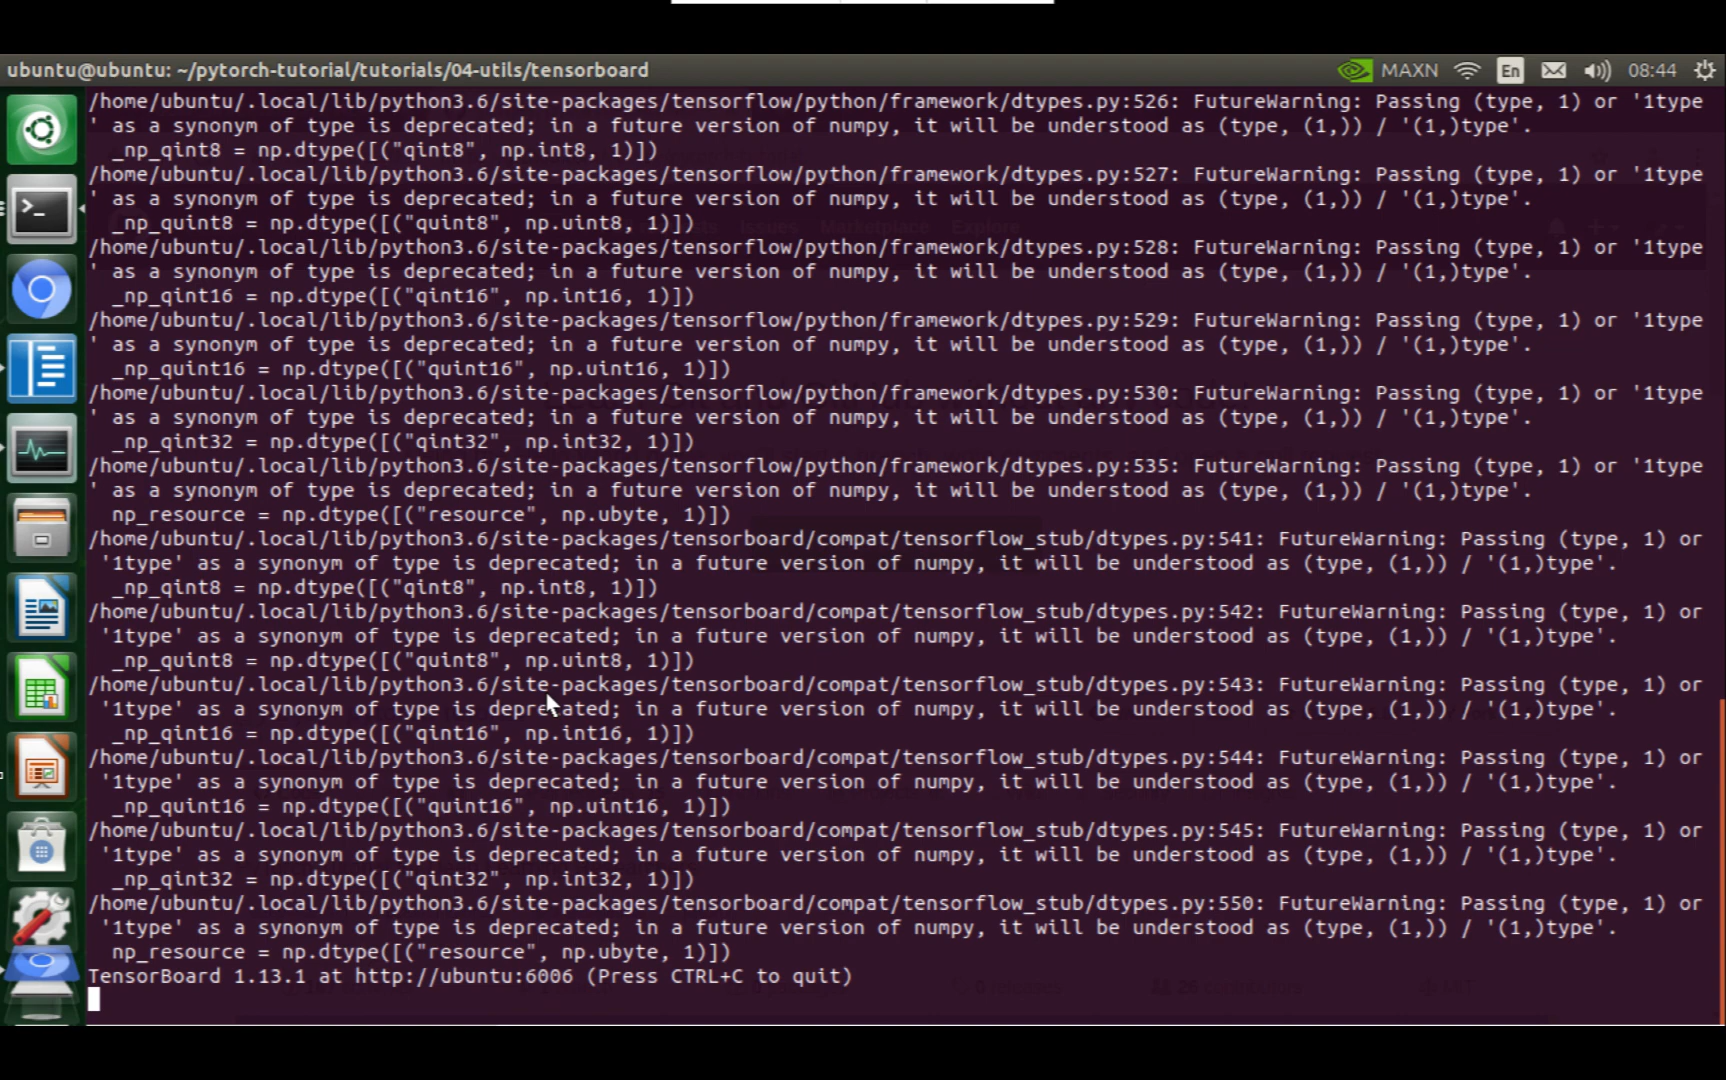 ubuntu@ubuntu: ~/pytorch-tutorial/tutorials/04-utils/tensorboard MAXN En 08:44
/home/ubuntu/.local/lib/python3.6/site-packages/tensorflow/python/framework/dtypes.py:526: FutureWarning: Passing (type, 1) or '1type
' as a synonym of type is deprecated; in a future version of numpy, it will be understood as (type, (1,)) / '(1,)type'.
_np_qint8 = np.dtype([("qint8", np.int8, 1)])
/home/ubuntu/.local/lib/python3.6/site-packages/tensorflow/python/framework/dtypes.py:527: FutureWarning: Passing (type, 1) or '1type
' as a synonym of type is deprecated; in a future version of numpy, it will be understood as (type, (1,)) / '(1,)type'.
_np_quint8 = np.dtype([("quint8", np.uint8, 1)])
/home/ubuntu/.local/lib/python3.6/site-packages/tensorflow/python/framework/dtypes.py:528: FutureWarning: Passing (type, 1) or '1type
' as a synonym of type is deprecated; in a future version of numpy, it will be understood as (type, (1,)) / '(1,)type'.
_np_qint16 = np.dtype([("qint16", np.int16, 1)])
/home/ubuntu/.local/lib/python3.6/site-packages/tensorflow/python/framework/dtypes.py:529: FutureWarning: Passing (type, 1) or '1type
' as a synonym of type is deprecated; in a future version of numpy, it will be understood as (type, (1,)) / '(1,)type'.
_np_quint16 = np.dtype([("quint16", np.uint16, 1)])
/home/ubuntu/.local/lib/python3.6/site-packages/tensorflow/python/framework/dtypes.py:530: FutureWarning: Passing (type, 1) or '1type
' as a synonym of type is deprecated; in a future version of numpy, it will be understood as (type, (1,)) / '(1,)type'.
_np_qint32 = np.dtype([("qint32", np.int32, 1)])
/home/ubuntu/.local/lib/python3.6/site-packages/tensorflow/python/framework/dtypes.py:535: FutureWarning: Passing (type, 1) or '1type
' as a synonym of type is deprecated; in a future version of numpy, it will be understood as (type, (1,)) / '(1,)type'.
np_resource = np.dtype([("resource", np.ubyte, 1)])
/home/ubuntu/.local/lib/python3.6/site-packages/tensorboard/compat/tensorflow_stub/dtypes.py:541: FutureWarning: Passing (type, 1) or
'1type' as a synonym of type is deprecated; in a future version of numpy, it will be understood as (type, (1,)) / '(1,)type'.
_np_qint8 = np.dtype([("qint8", np.int8, 1)])
/home/ubuntu/.local/lib/python3.6/site-packages/tensorboard/compat/tensorflow_stub/dtypes.py:542: FutureWarning: Passing (type, 1) or
'1type' as a synonym of type is deprecated; in a future version of numpy, it will be understood as (type, (1,)) / '(1,)type'.
_np_quint8 = np.dtype([("quint8", np.uint8, 1)])
/home/ubuntu/.local/lib/python3.6/site-packages/tensorboard/compat/tensorflow_stub/dtypes.py:543: FutureWarning: Passing (type, 1) or
'1type' as a synonym of type is deprecated; in a future version of numpy, it will be understood as (type, (1,)) / '(1,)type'.
_np_qint16 = np.dtype([("qint16", np.int16, 1)])
/home/ubuntu/.local/lib/python3.6/site-packages/tensorboard/compat/tensorflow_stub/dtypes.py:544: FutureWarning: Passing (type, 1) or
'1type' as a synonym of type is deprecated; in a future version of numpy, it will be understood as (type, (1,)) / '(1,)type'.
_np_quint16 = np.dtype([("quint16", np.uint16, 1)])
/home/ubuntu/.local/lib/python3.6/site-packages/tensorboard/compat/tensorflow_stub/dtypes.py:545: FutureWarning: Passing (type, 1) or
'1type' as a synonym of type is deprecated; in a future version of numpy, it will be understood as (type, (1,)) / '(1,)type'.
_np_qint32 = np.dtype([("qint32", np.int32, 1)])
/home/ubuntu/.local/lib/python3.6/site-packages/tensorboard/compat/tensorflow_stub/dtypes.py:550: FutureWarning: Passing (type, 1) or
'1type' as a synonym of type is deprecated; in a future version of numpy, it will be understood as (type, (1,)) / '(1,)type'.
np_resource = np.dtype([("resource", np.ubyte, 1)])
TensorBoard 1.13.1 at http://ubuntu:6006 (Press CTRL+C to quit)